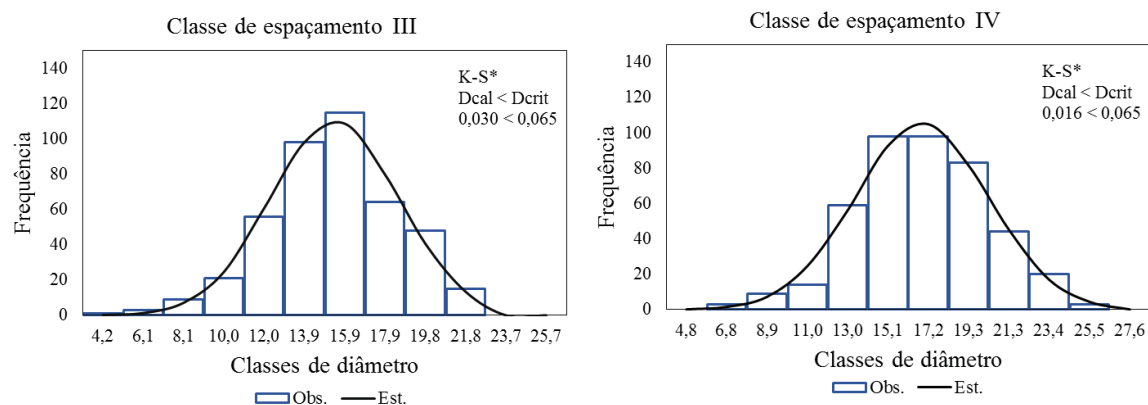 Classe de espaçamento III
K-S*
Dcal < Dcrit
0,030 < 0,065
Frequência
140
120
100
80
60
40
20
0
4,2 6,1 8,1 10,0 12,0 13,9 15,9 17,9 19,8 21,8 23,7 25,7
Classes de diâmetro
Obs. Est.
Classe de espaçamento IV
K-S*
Dcal < Dcrit
0,016 < 0,065
Frequência
140
120
100
80
60
40
20
0
4,8 6,8 8,9 11,0 13,0 15,1 17,2 19,3 21,3 23,4 25,5 27,6
Classes de diâmetro
Obs. Est.